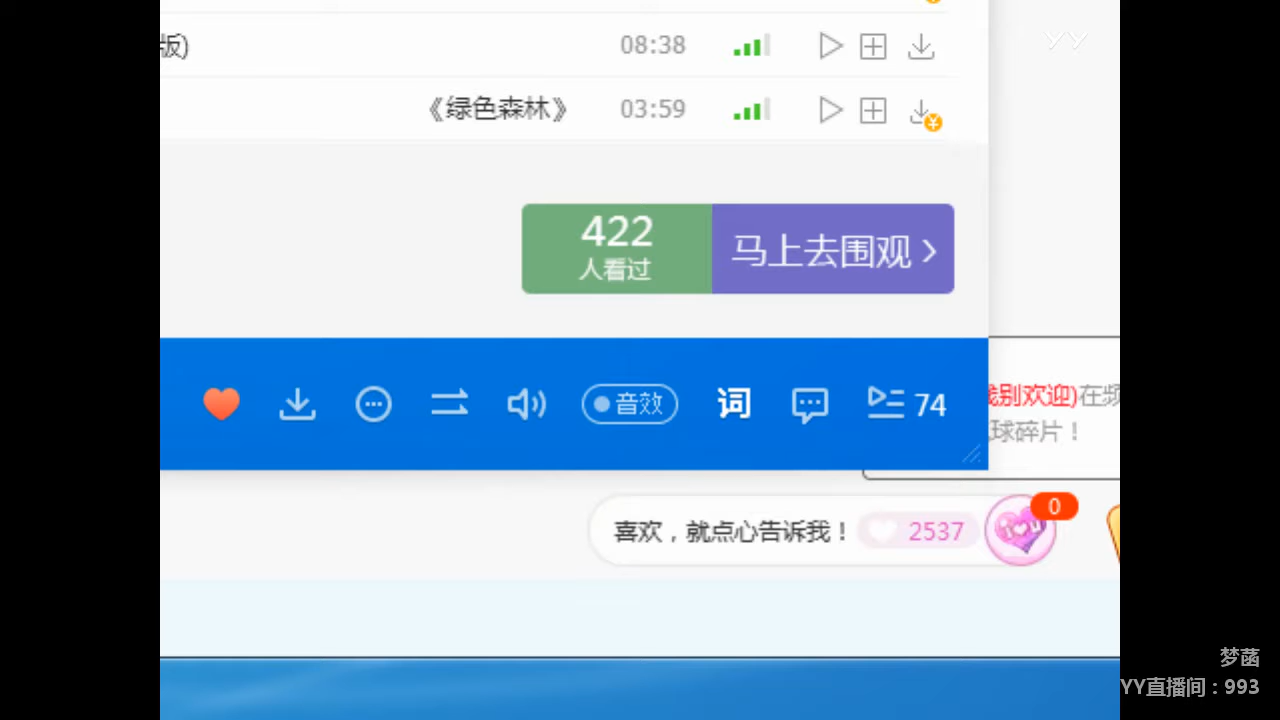 版) 08:38
YY
《绿色森林》 03:59
422
人看过
马上去围观
音效 词 74
别欢迎)在频
球碎片！
喜欢，就点心告诉我！ 2537 0
梦菡
YY直播间：993